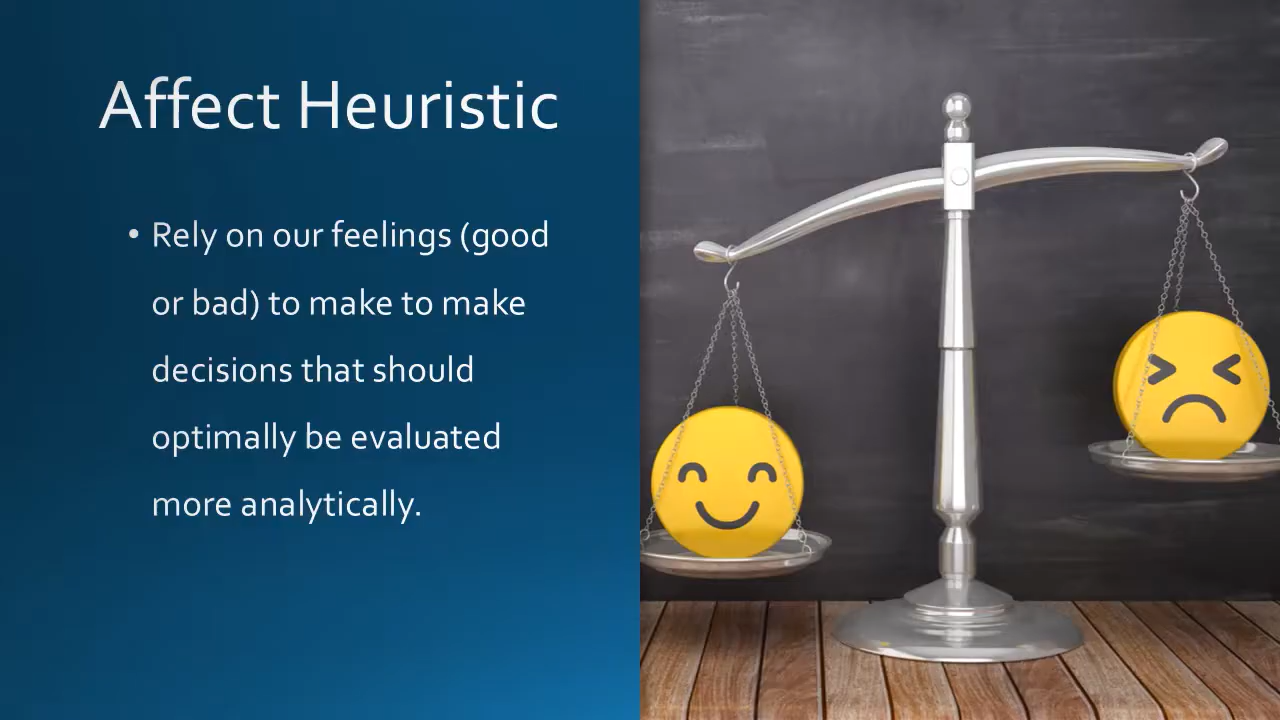 Affect Heuristic
• Rely on our feelings (good
or bad) to make to make
decisions that should
optimally be evaluated
more analytically.